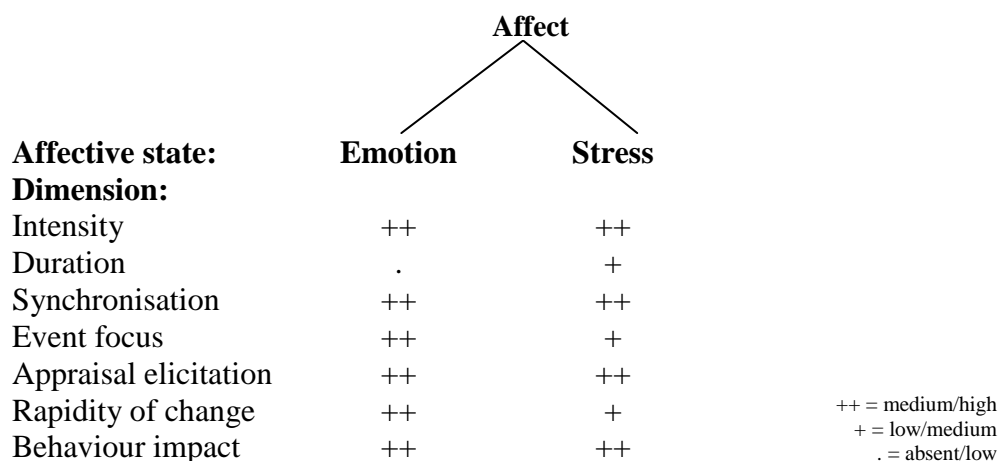 Affect
Affective state: Emotion Stress
Dimension:
Intensity ++ ++
Duration . +
Synchronisation ++ ++
Event focus ++ +
Appraisal elicitation ++ ++
Rapidity of change ++ + ++ = medium/high
+ = low/medium
Behaviour impact ++ ++ . = absent/low